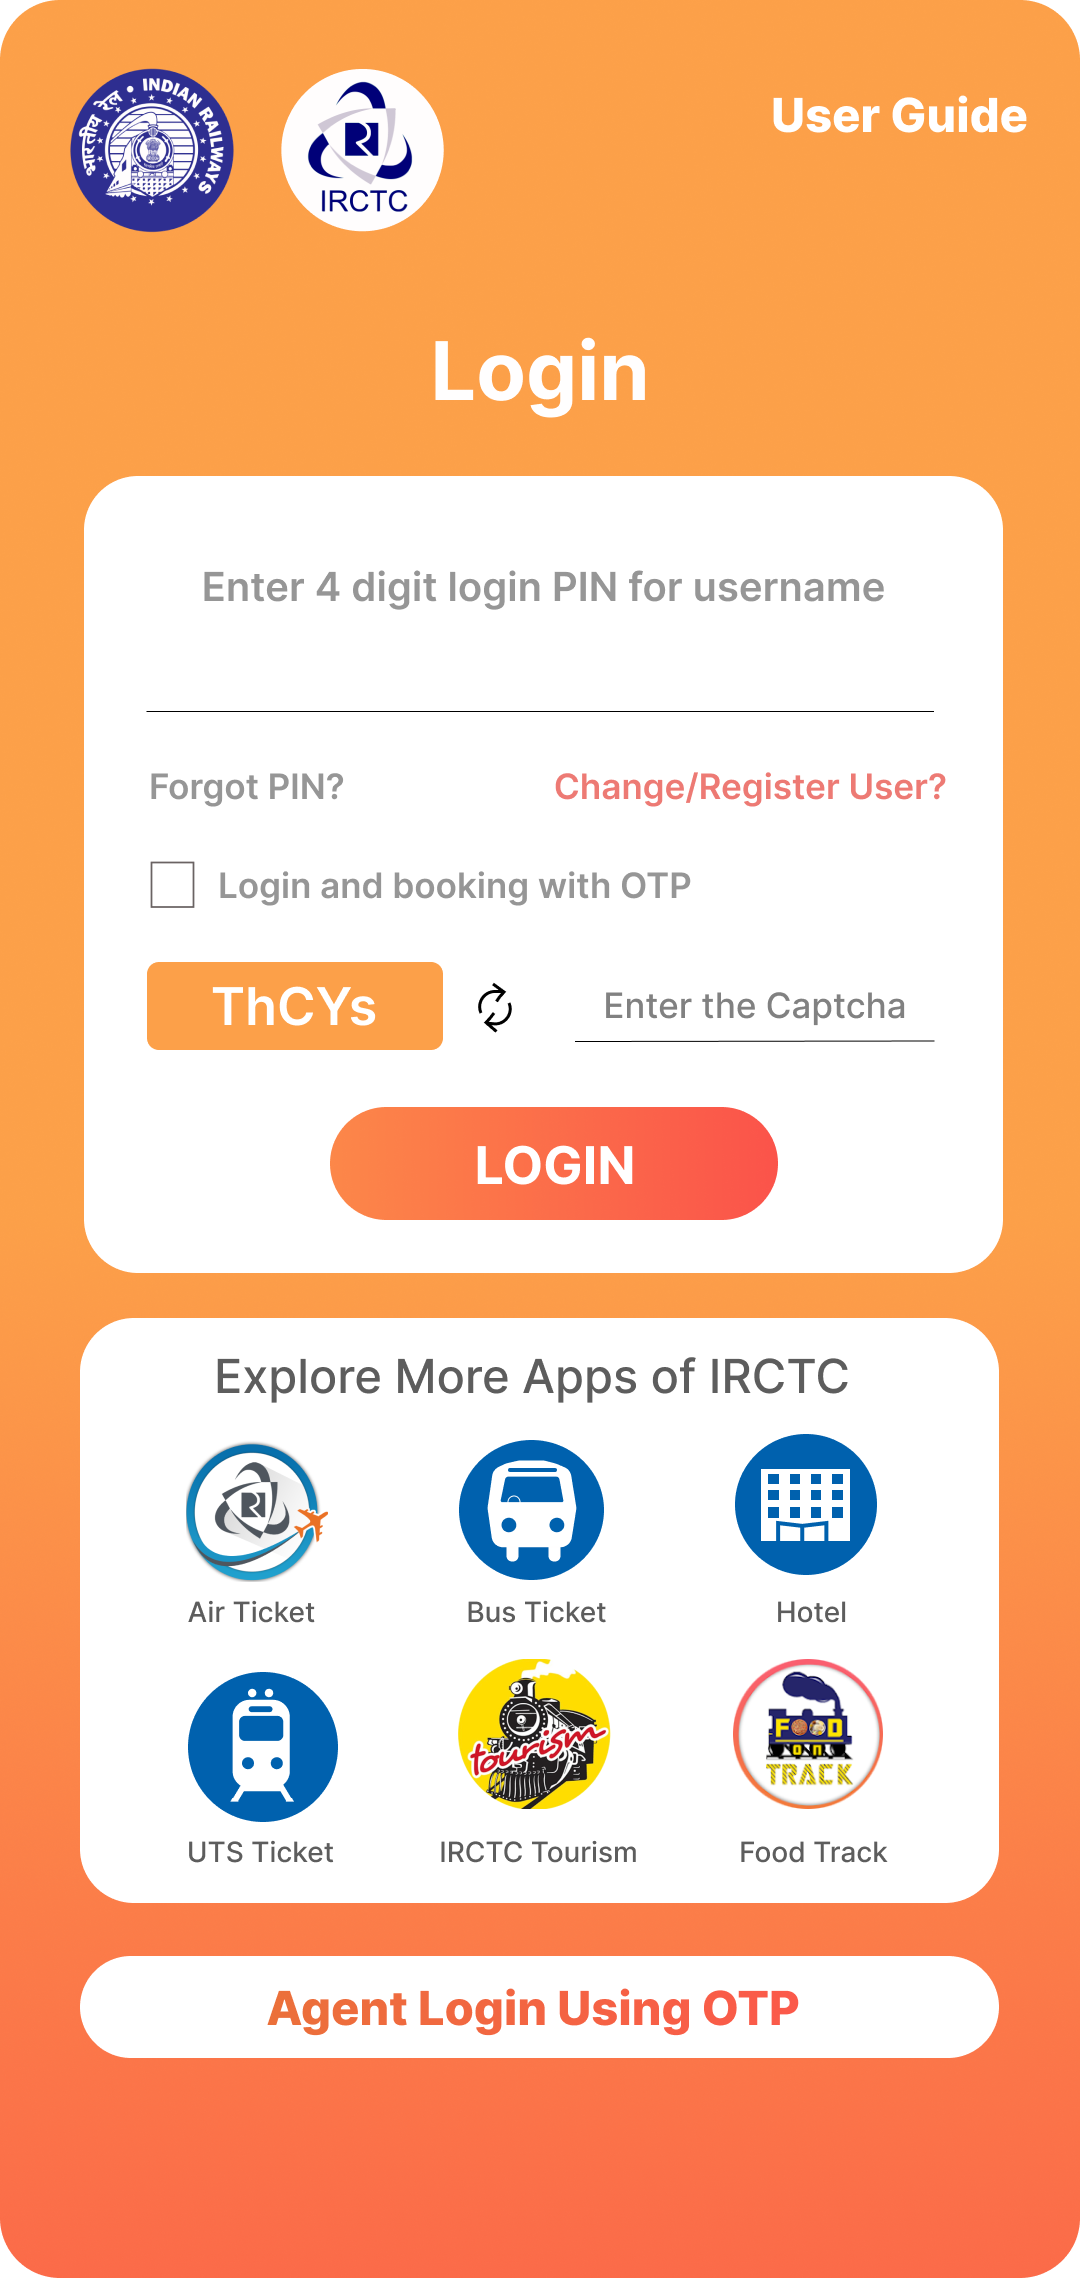 भारतीय रेल • INDIAN RAILWAYS
IRCTC
User Guide
Login
Enter 4 digit login PIN for username
Forgot PIN? Change/Register User?
Login and booking with OTP
ThCYs Enter the Captcha
LOGIN
Explore More Apps of IRCTC
Air Ticket Bus Ticket Hotel
tourism
FOOD
on
TRACK
UTS Ticket IRCTC Tourism Food Track
Agent Login Using OTP